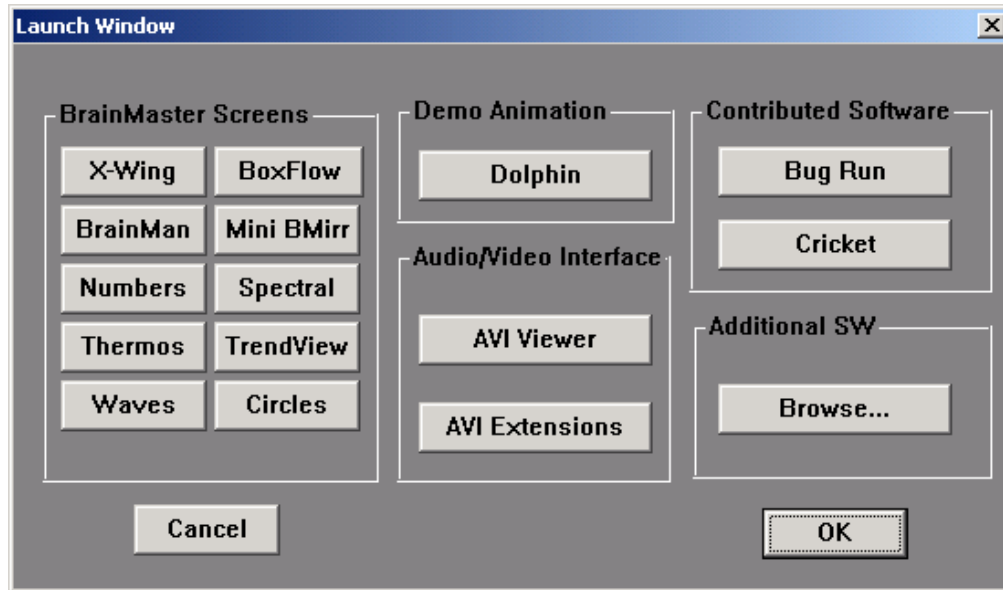 Launch Window
BrainMaster Screens
X-Wing
BoxFlow
BrainMan
Mini BMirr
Numbers
Spectral
Thermos
TrendView
Waves
Circles
Demo Animation
Dolphin
Audio/Video Interface
AVI Viewer
AVI Extensions
Contributed Software
Bug Run
Cricket
Additional SW
Browse...
Cancel
OK